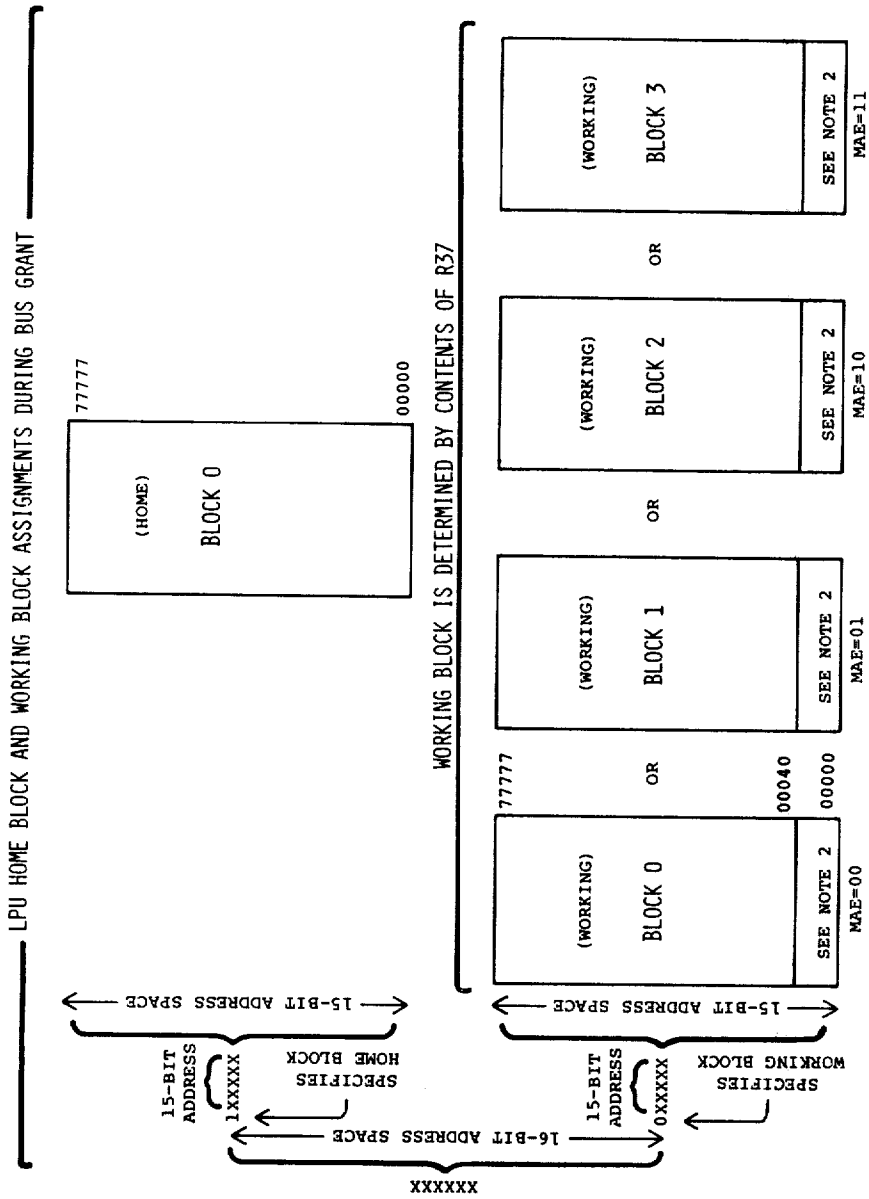 LPU HOME BLOCK AND WORKING BLOCK ASSIGNMENTS DURING BUS GRANT
XXXXXX
16-BIT ADDRESS SPACE
15-BIT
ADDRESS
1XXXXX
SPECIFIES
HOME BLOCK
15-BIT ADDRESS SPACE
(HOME)
BLOCK 0
77777
00000
WORKING BLOCK IS DETERMINED BY CONTENTS OF R37
15-BIT
ADDRESS
0XXXXX
SPECIFIES
WORKING BLOCK
15-BIT ADDRESS SPACE
(WORKING)
BLOCK 0
SEE NOTE 2
MAE=00
77777
OR
00040
00000
(WORKING)
BLOCK 1
SEE NOTE 2
MAE=01
OR
(WORKING)
BLOCK 2
SEE NOTE 2
MAE=10
OR
(WORKING)
BLOCK 3
SEE NOTE 2
MAE=11